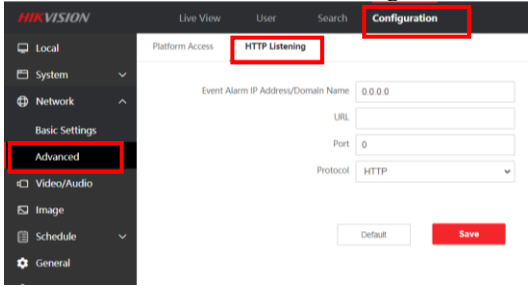 HIKVISION Live View User Search Configuration
Local
System
Network
Basic Settings
Advanced
Video/Audio
Image
Schedule
General
Platform Access HTTP Listening
Event Alarm IP Address/Domain Name 0.0.0.0
URL
Port 0
Protocol HTTP
Default Save